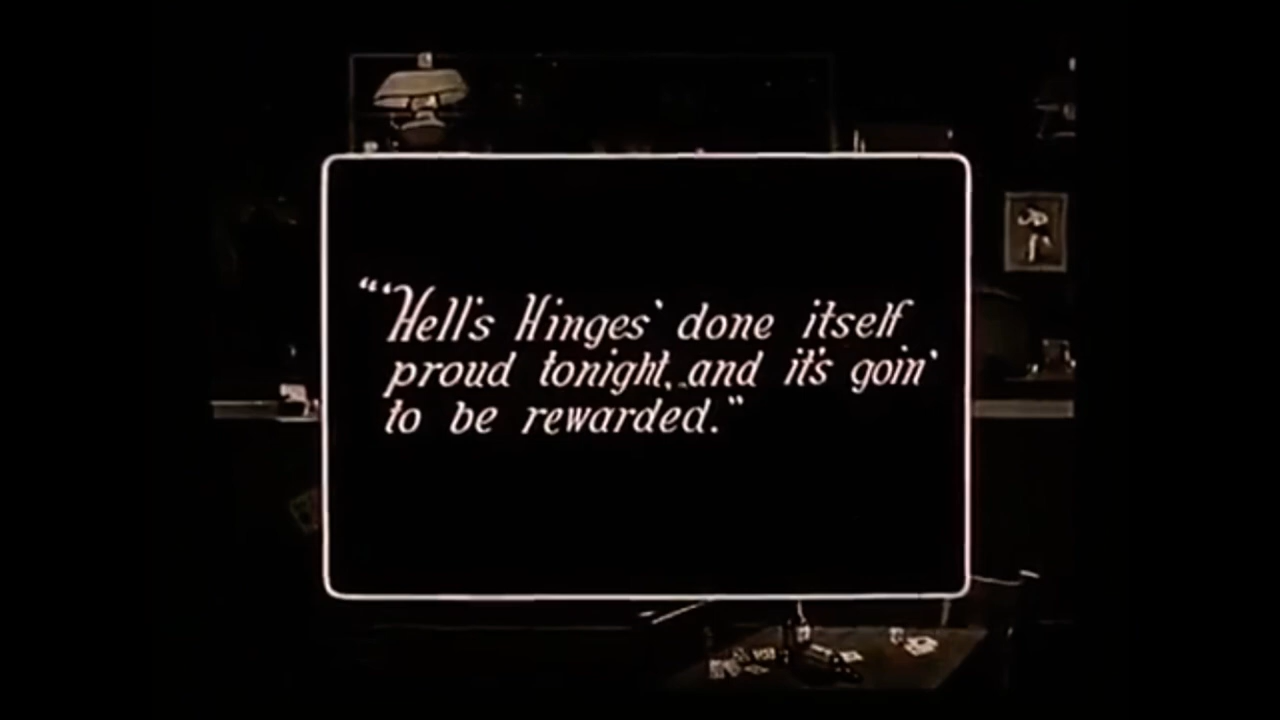 “‘Hell's Hinges’ done itself
proud tonight, and it's goin'
to be rewarded.”